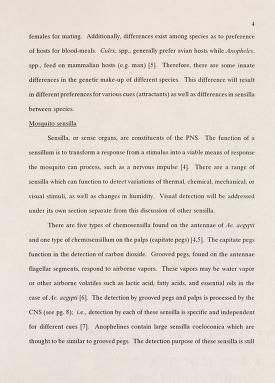 4
females for mating. Additionally, differences exist among species as to preference
of hosts for blood-meals. Culex, spp., generally prefer avian hosts while Anopheles,
spp., feed on mammalian hosts (e.g. man) [5]. Therefore, there are some innate
differences in the genetic make-up of different species. This difference will result
in different preferences for various cues (attractants) as well as differences in sensilla
between species.
Mosquito sensilla
Sensilla, or sense organs, are constituents of the PNS. The function of a
sensillum is to transform a response from a stimulus into a viable means of response
the mosquito can process, such as a nervous impulse [4]. There are a range of
sensilla which can function to detect variations of thermal, chemical, mechanical, or
visual stimuli, as well as changes in humidity. Visual detection will be addressed
under its own section separate from this discussion of other sensilla.
There are five types of chemosensilla found on the antennae of Ae. aegypti
and one type of chemosensillum on the palps (capitate pegs) [4,5]. The capitate pegs
function in the detection of carbon dioxide. Grooved pegs, found on the antennae
flagellar segments, respond to airborne vapors. These vapors may be water vapor
or other airborne volatiles such as lactic acid, fatty acids, and essential oils in the
case of Ae. aegypti [6]. The detection by grooved pegs and palps is processed by the
CNS (see pg. 8); i.e., detection by each of these sensilla is specific and independent
for different cues [7]. Anophelines contain large sensilla coeloconica which are
thought to be similar to grooved pegs. The detection purpose of these sensilla is still